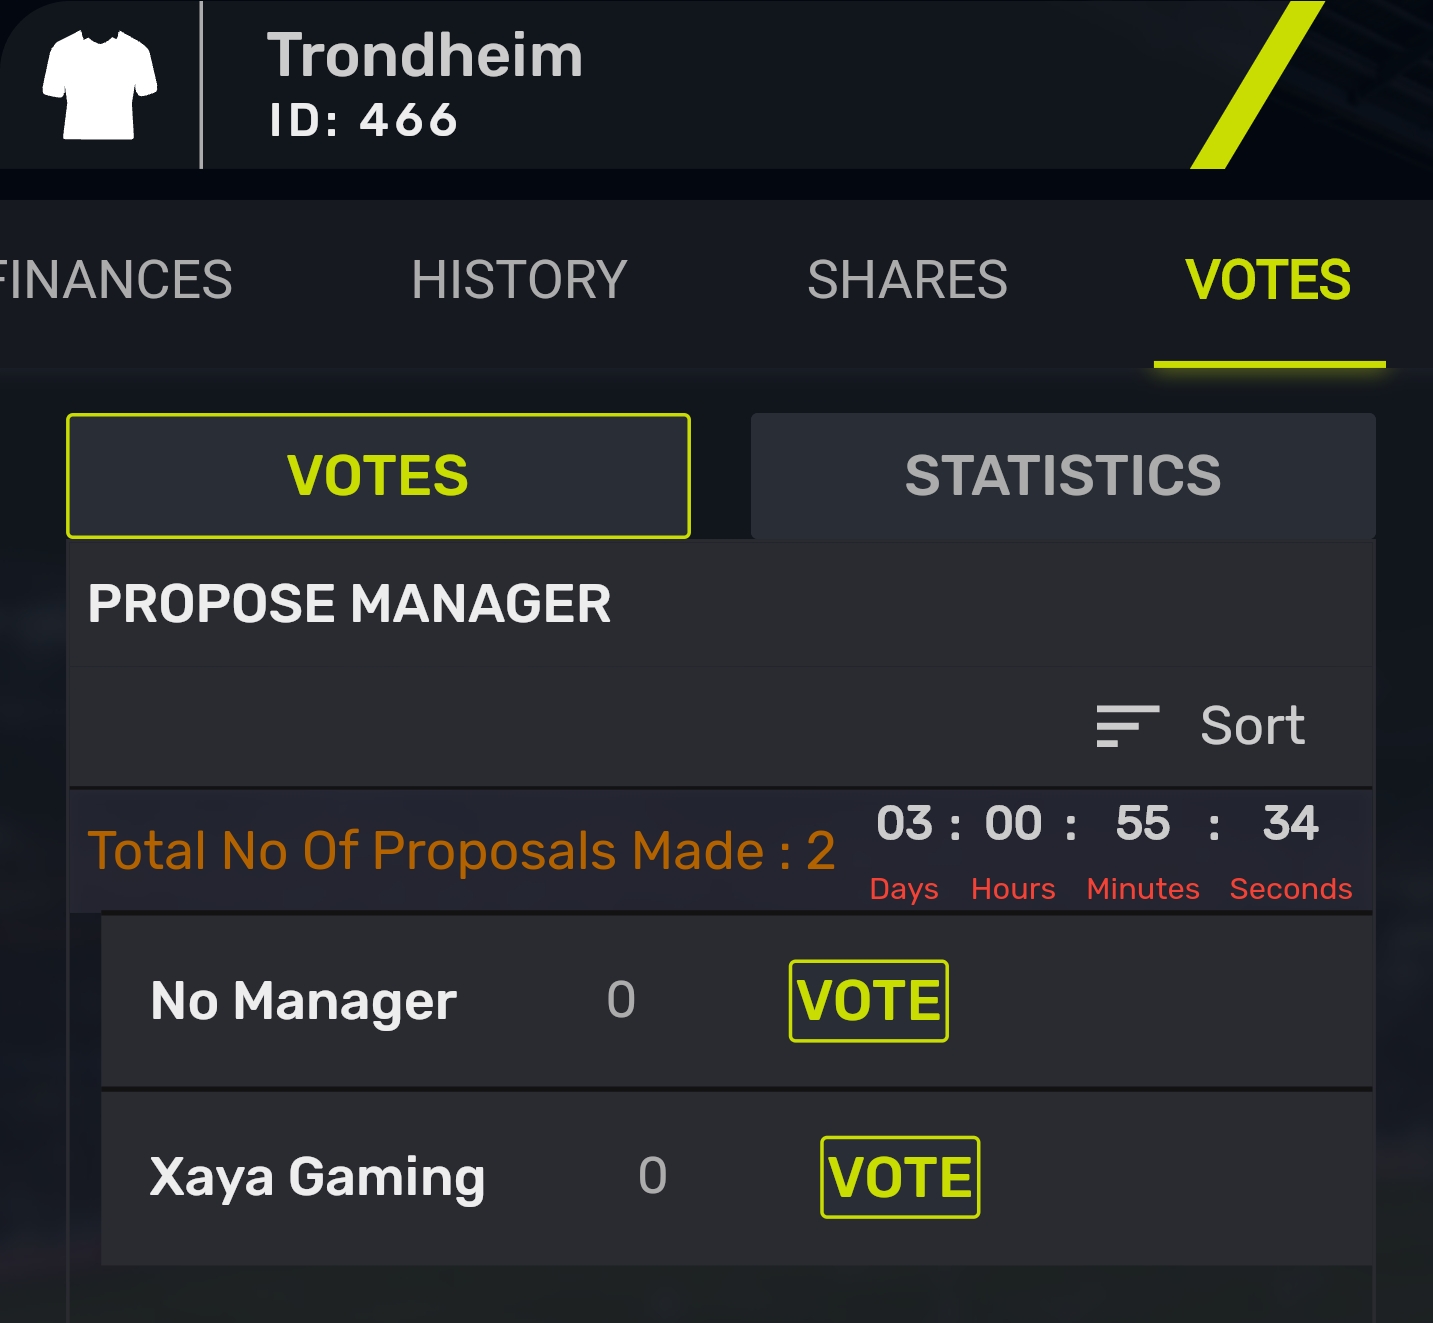 Trondheim
ID: 466
FINANCES HISTORY SHARES VOTES
VOTES STATISTICS
PROPOSE MANAGER
Sort
Total No Of Proposals Made : 2 03 : 00 : 55 : 34
Days Hours Minutes Seconds
No Manager 0 VOTE
Xaya Gaming 0 VOTE